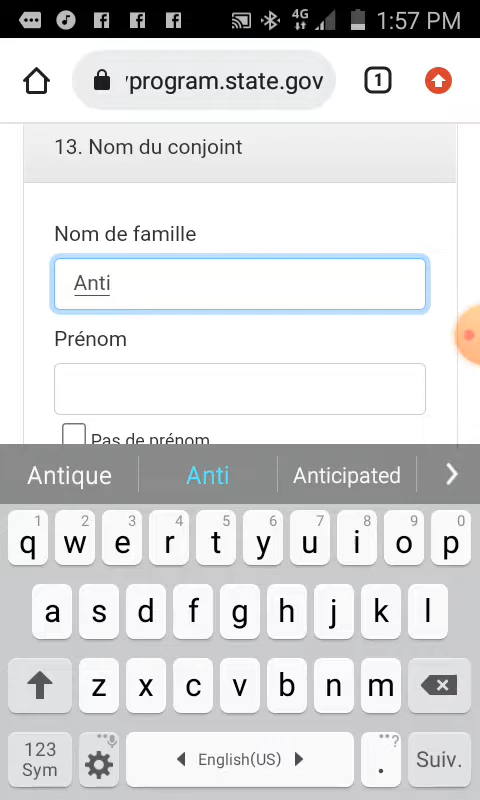 4G 1:57 PM
program.state.gov 1
13. Nom du conjoint
Nom de famille
Anti
Prénom
Pas de prénom
Antique Anti Anticipated
1 2 3 4 5 6 7 8 9 0
q w e r t y u i o p
a s d f g h j k l
z x c v b n m
123
Sym English(US) . ? Suiv.